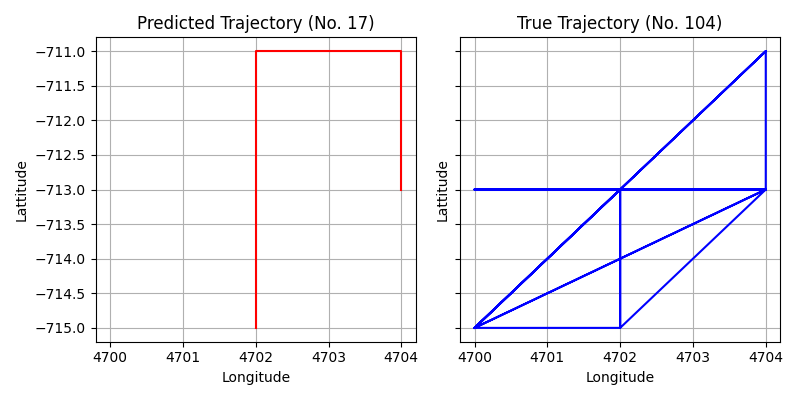 Predicted Trajectory (No. 17)
Lattitude
−711.0
−711.5
−712.0
−712.5
−713.0
−713.5
−714.0
−714.5
−715.0
4700 4701 4702 4703 4704
Longitude
True Trajectory (No. 104)
Lattitude
4700 4701 4702 4703 4704
Longitude